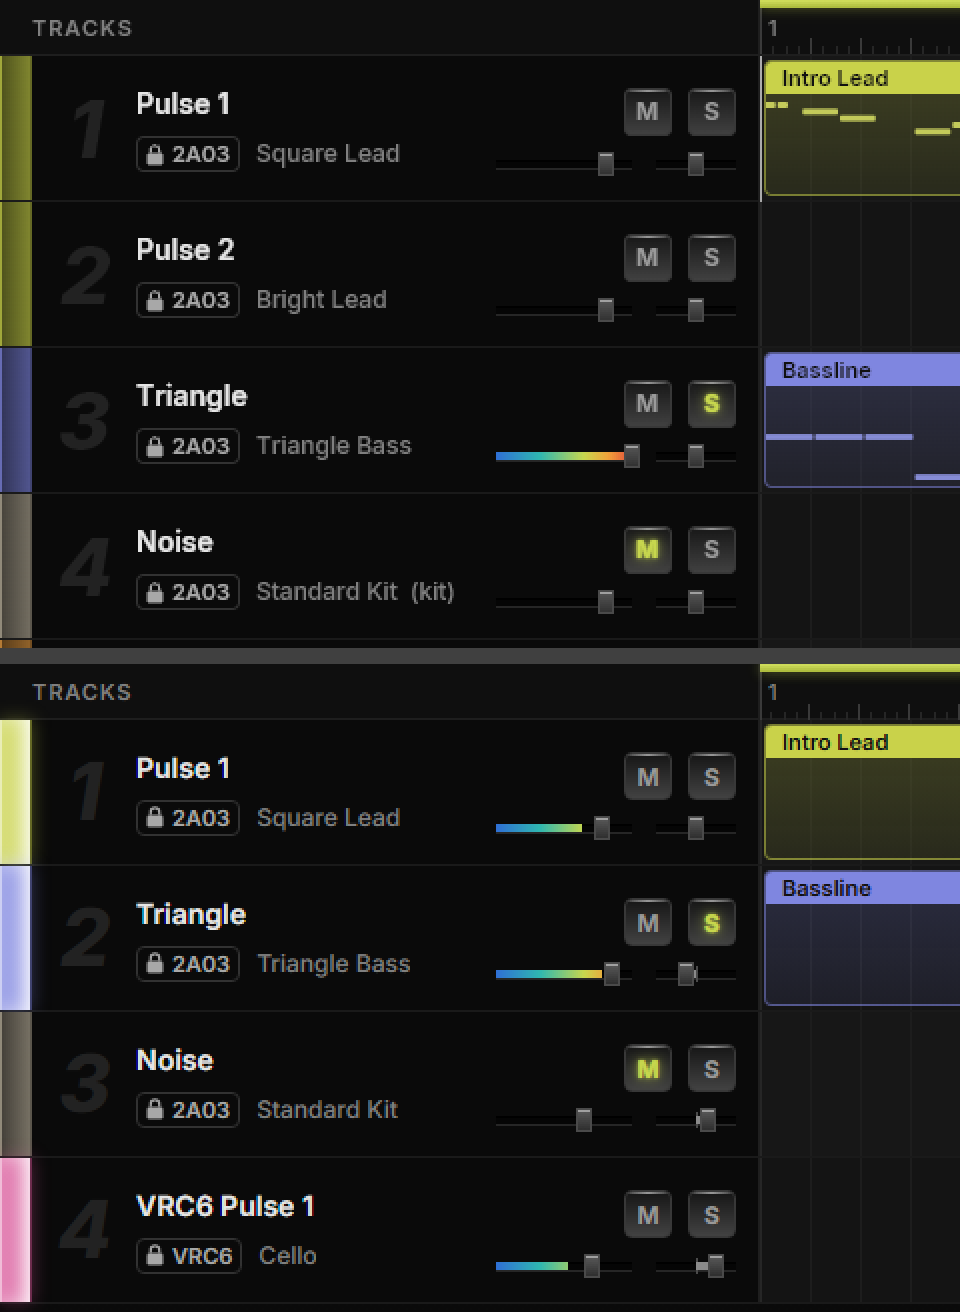 TRACKS
1
1
Pulse 1
M
S
Intro Lead
2A03
Square Lead
2
Pulse 2
M
S
2A03
Bright Lead
3
Triangle
M
S
Bassline
2A03
Triangle Bass
4
Noise
M
S
2A03
Standard Kit (kit)
TRACKS
1
1
Pulse 1
M
S
Intro Lead
2A03
Square Lead
2
Triangle
M
S
Bassline
2A03
Triangle Bass
3
Noise
M
S
2A03
Standard Kit
4
VRC6 Pulse 1
M
S
VRC6
Cello